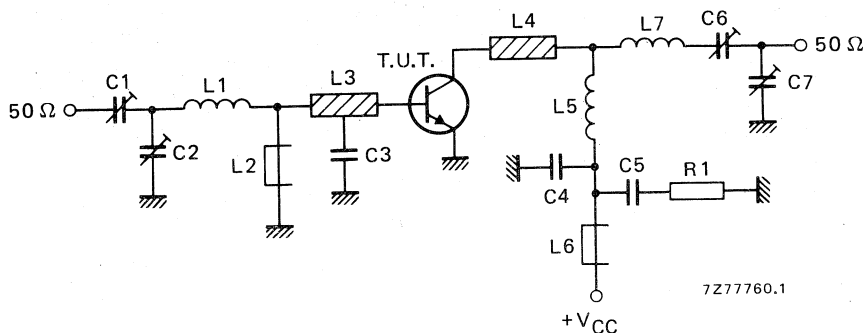 L4
L7
C6
50 Ω
T.U.T.
C1
L1
L3
C7
50 Ω
L5
C2
L2
C3
C4
C5
R1
L6
7Z77760.1
+VCC